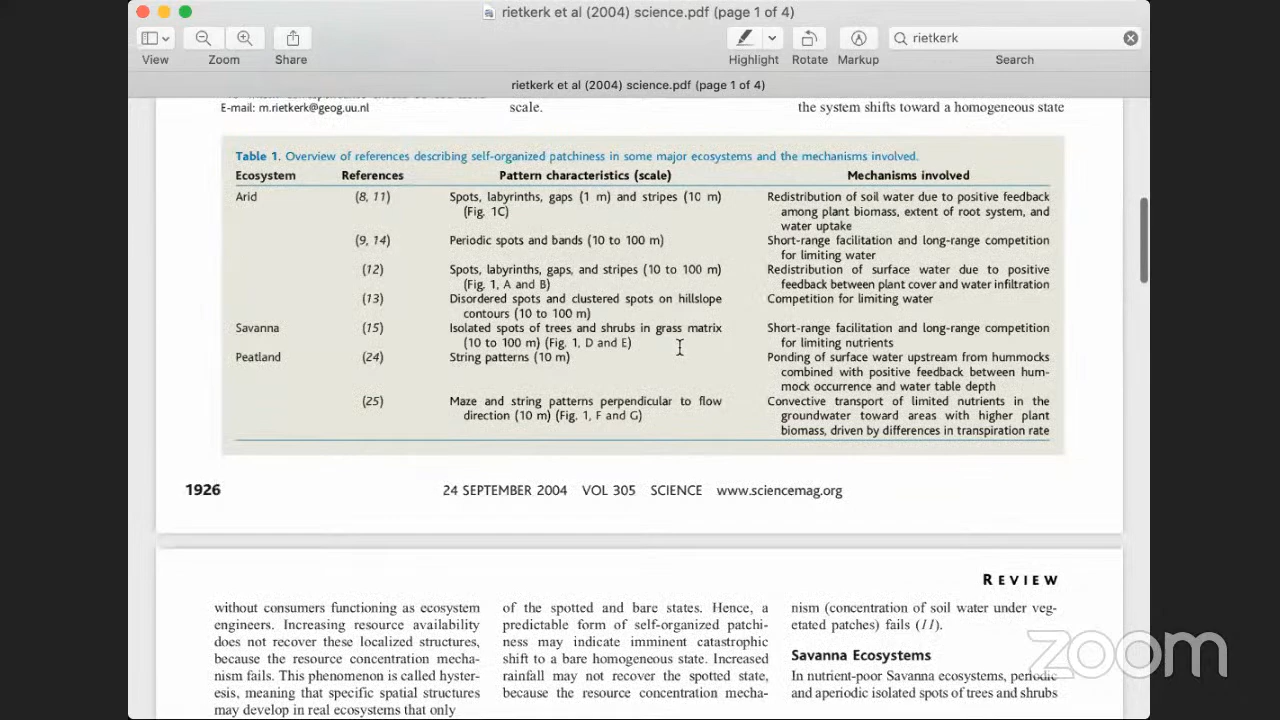 rietkerk et al (2004) science.pdf (page 1 of 4)
View
Zoom
Share
Highlight
Rotate
Markup
rietkerk
Search
rietkerk et al (2004) science.pdf (page 1 of 4)
E-mail: m.rietkerk@geog.uu.nl
scale.
the system shifts toward a homogeneous state
Table 1. Overview of references describing self-organized patchiness in some major ecosystems and the mechanisms involved.
Ecosystem References Pattern characteristics (scale) Mechanisms involved
Arid (8, 11) Spots, labyrinths, gaps (1 m) and stripes (10 m) Redistribution of soil water due to positive feedback
(Fig. 1C) among plant biomass, extent of root system, and
water uptake
(9, 14) Periodic spots and bands (10 to 100 m) Short-range facilitation and long-range competition
for limiting water
(12) Spots, labyrinths, gaps, and stripes (10 to 100 m) Redistribution of surface water due to positive
(Fig. 1, A and B) feedback between plant cover and water infiltration
(13) Disordered spots and clustered spots on hillslope Competition for limiting water
contours (10 to 100 m)
Savanna (15) Isolated spots of trees and shrubs in grass matrix Short-range facilitation and long-range competition
(10 to 100 m) (Fig. 1, D and E) for limiting nutrients
Peatland (24) String patterns (10 m) Ponding of surface water upstream from hummocks
combined with positive feedback between hum-
mock occurrence and water table depth
(25) Maze and string patterns perpendicular to flow Convective transport of limited nutrients in the
direction (10 m) (Fig. 1, F and G) groundwater toward areas with higher plant
biomass, driven by differences in transpiration rate
1926 24 SEPTEMBER 2004 VOL 305 SCIENCE www.sciencemag.org
REVIEW
without consumers functioning as ecosystem
engineers. Increasing resource availability
does not recover these localized structures,
because the resource concentration mecha-
nism fails. This phenomenon is called hyster-
esis, meaning that specific spatial structures
may develop in real ecosystems that only
of the spotted and bare states. Hence, a
predictable form of self-organized patchi-
ness may indicate imminent catastrophic
shift to a bare homogeneous state. Increased
rainfall may not recover the spotted state,
because the resource concentration mecha-
nism (concentration of soil water under veg-
etated patches) fails (11).
Savanna Ecosystems
In nutrient-poor Savanna ecosystems, periodic
and aperiodic isolated spots of trees and shrubs
zoom